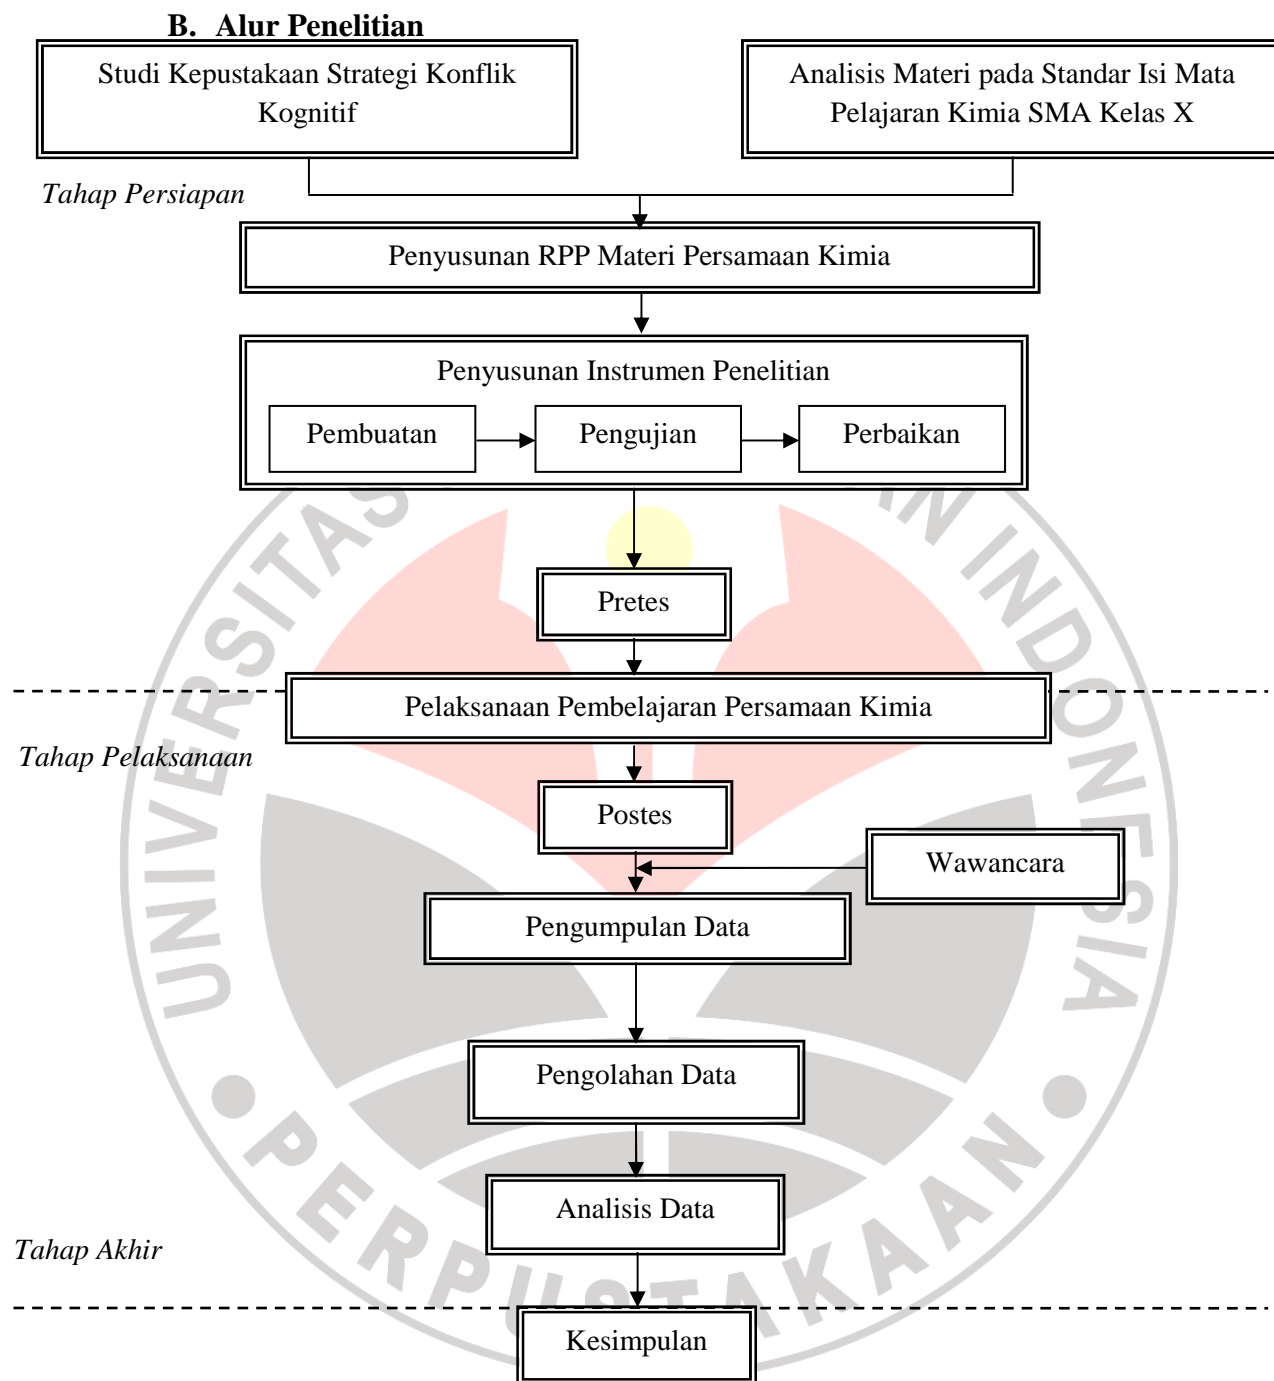 B. Alur Penelitian
Studi Kepustakaan Strategi Konflik
Kognitif
Analisis Materi pada Standar Isi Mata
Pelajaran Kimia SMA Kelas X
Tahap Persiapan
Penyusunan RPP Materi Persamaan Kimia
Penyusunan Instrumen Penelitian
Pembuatan
Pengujian
Perbaikan
Pretes
Pelaksanaan Pembelajaran Persamaan Kimia
Tahap Pelaksanaan
Postes
Wawancara
Pengumpulan Data
Pengolahan Data
Analisis Data
Tahap Akhir
Kesimpulan
UNIVERSITAS
INDONESIA
PERPUSTAKAAN